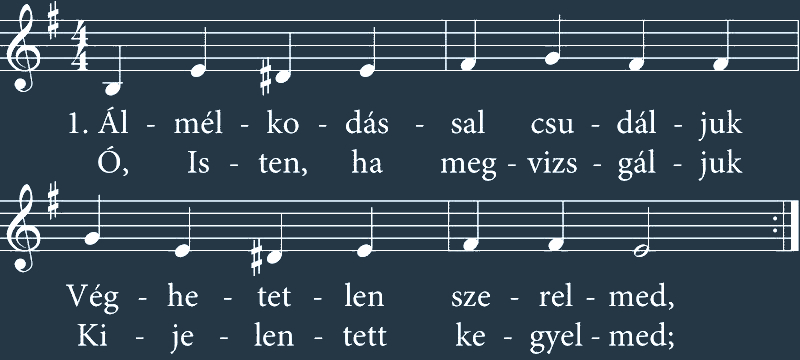 1. Ál - mél - ko - dás - sal csu - dál - juk
Ó, Is - ten, ha meg - vizs - gál - juk
Vég - he - tet - len sze - rel - med,
Ki - je - len - tett ke - gyel - med;